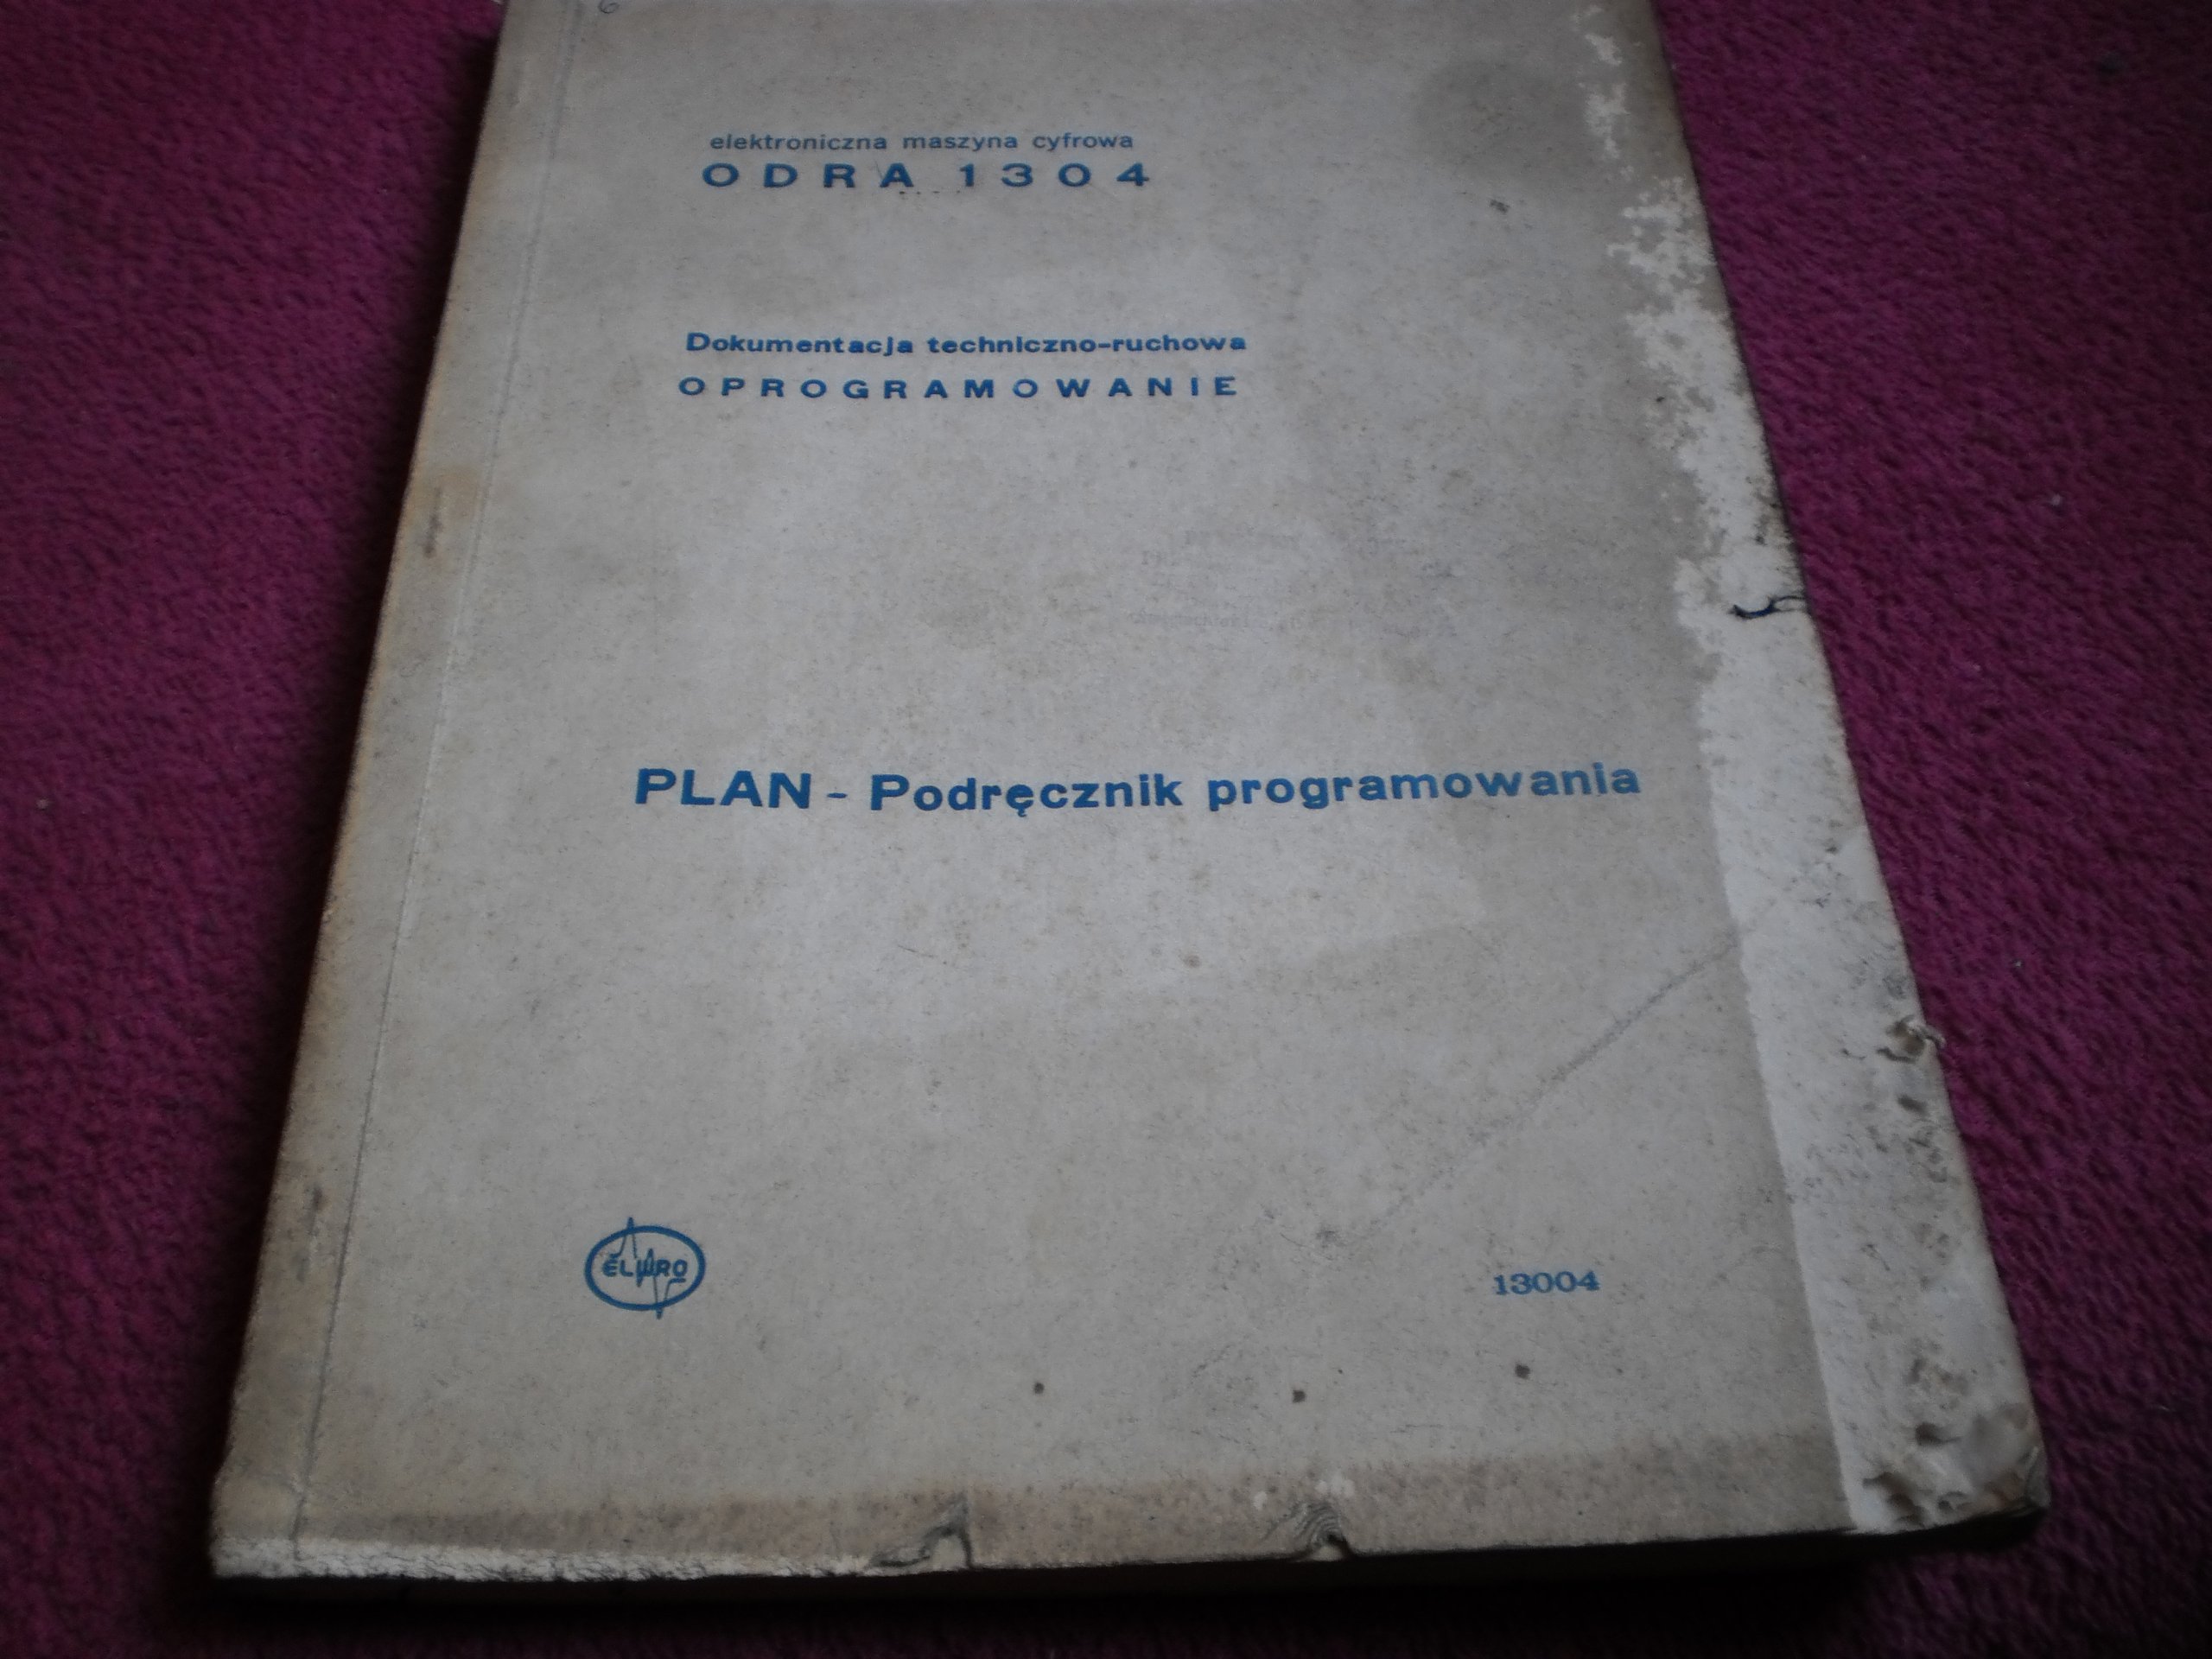 elektroniczna maszyna cyfrowa
ODRA 1304
Dokumentacja techniczno-ruchowa
OPROGRAMOWANIE
PLAN - Podręcznik programowania
ELWRO
13004